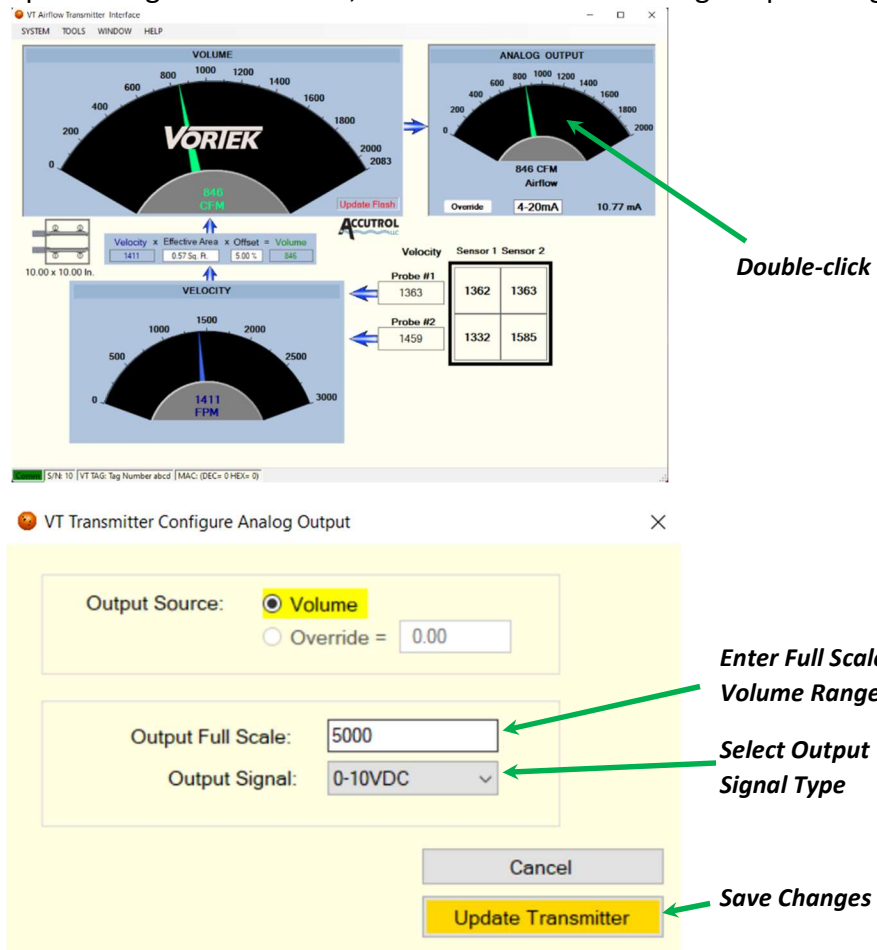 VT Airflow Transmitter Interface
SYSTEM TOOLS WINDOW HELP
VOLUME
0 200 400 600 800 1000 1200 1400 1600 1800 2000 2083
VORTEK
846
CFM
Update Flash
ANALOG OUTPUT
0 200 400 600 800 1000 1200 1400 1600 1800 2000
846 CFM
Airflow
Override 4-20mA 10.77 mA
ACCUTROL
LLC
10.00 x 10.00 In.
Velocity x Effective Area x Offset = Volume
1411 0.57 Sq. Ft. 5.00 % 846
VELOCITY
0 500 1000 1500 2000 2500 3000
1411
FPM
Velocity Sensor 1 Sensor 2
Probe #1
1363 1362 1363
Probe #2
1459 1332 1585
Double-click
Comm S/N: 10 VT TAG: Tag Number abcd MAC: (DEC= 0 HEX= 0)
VT Transmitter Configure Analog Output
Output Source: Volume
Override = 0.00
Enter Full Scale
Volume Range
Output Full Scale: 5000
Output Signal: 0-10VDC
Select Output
Signal Type
Cancel
Update Transmitter
Save Changes